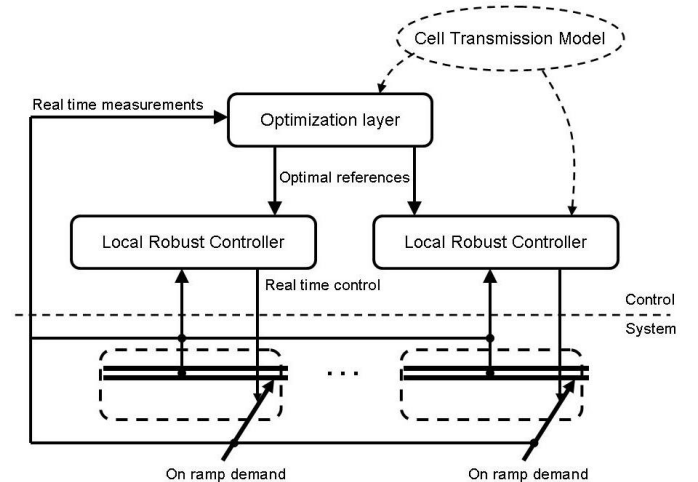 Cell Transmission Model
Real time measurements
Optimization layer
Optimal references
Local Robust Controller
Local Robust Controller
Real time control
Control
System
. . .
On ramp demand
On ramp demand